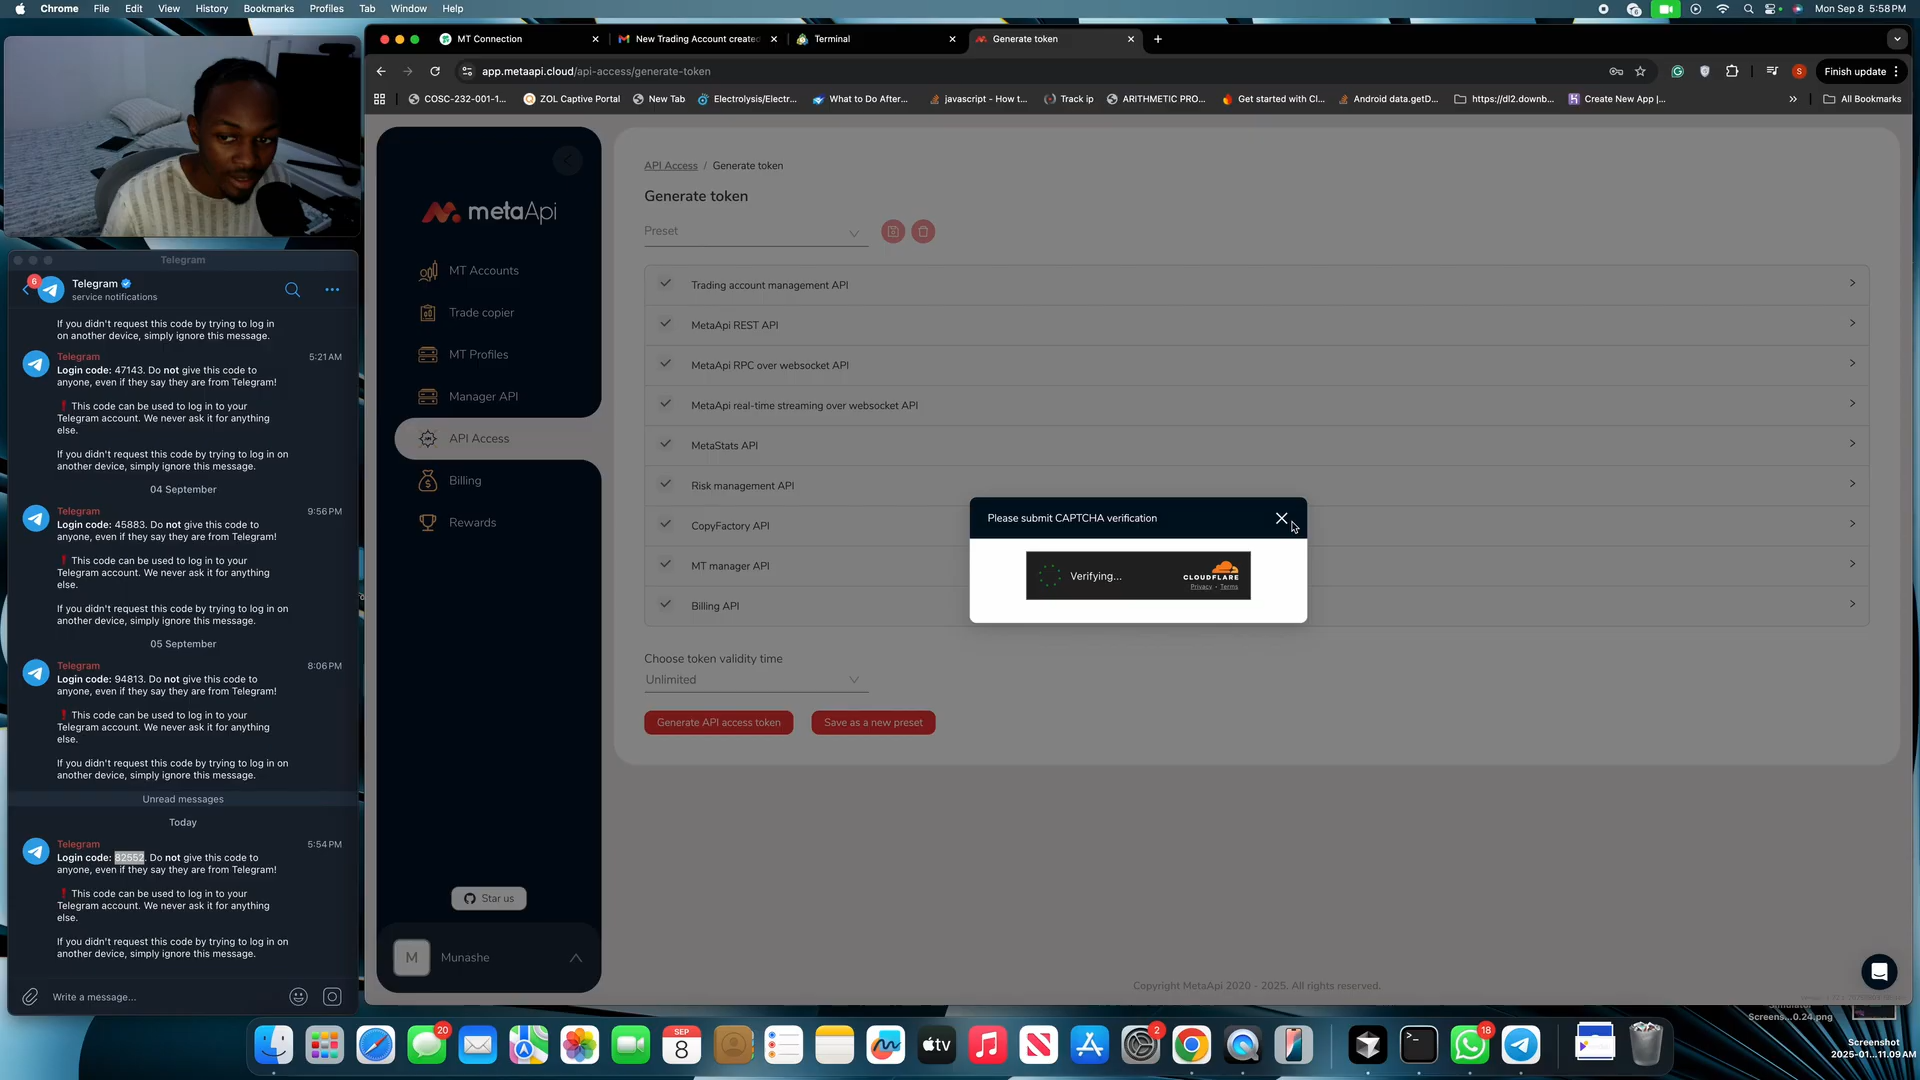 Chrome File Edit View History Bookmarks Profiles Tab Window Help
Mon Sep 8 5:58 PM
MT Connection
New Trading Account created
Terminal
Generate token
app.metaapi.cloud/api-access/generate-token
Finish update
COSC-232-001-1...
ZOL Captive Portal
New Tab
Electrolysis/Electr...
What to Do After...
javascript - How t...
Track ip
ARITHMETIC PRO...
Get started with Cl...
Android data.getD...
https://dl2.downb...
Create New App |...
All Bookmarks
Telegram
6
Telegram
service notifications
If you didn't request this code by trying to log in
on another device, simply ignore this message.
Telegram 5:21 AM
Login code: 47143. Do not give this code to
anyone, even if they say they are from Telegram!
❗ This code can be used to log in to your
Telegram account. We never ask it for anything
else.
If you didn't request this code by trying to log in on
another device, simply ignore this message.
04 September
Telegram 9:56 PM
Login code: 45883. Do not give this code to
anyone, even if they say they are from Telegram!
❗ This code can be used to log in to your
Telegram account. We never ask it for anything
else.
If you didn't request this code by trying to log in on
another device, simply ignore this message.
05 September
Telegram 8:06 PM
Login code: 94813. Do not give this code to
anyone, even if they say they are from Telegram!
❗ This code can be used to log in to your
Telegram account. We never ask it for anything
else.
If you didn't request this code by trying to log in on
another device, simply ignore this message.
Unread messages
Today
Telegram 5:54 PM
Login code: 82552. Do not give this code to
anyone, even if they say they are from Telegram!
❗ This code can be used to log in to your
Telegram account. We never ask it for anything
else.
If you didn't request this code by trying to log in on
another device, simply ignore this message.
Write a message...
metaApi
MT Accounts
Trade copier
MT Profiles
Manager API
API Access
Billing
Rewards
Star us
M
Munashe
API Access / Generate token
Generate token
Preset
Trading account management API
MetaApi REST API
MetaApi RPC over websocket API
MetaApi real-time streaming over websocket API
MetaStats API
Risk management API
CopyFactory API
MT manager API
Billing API
Please submit CAPTCHA verification
Verifying...
CLOUDFLARE
Privacy • Terms
Choose token validity time
Unlimited
Generate API access token
Save as a new preset
Copyright MetaApi 2020 - 2025. All rights reserved.
Screens...0.24.png
20
SEP
8
tv
2
18
Screenshot
2025-01...11.09 AM